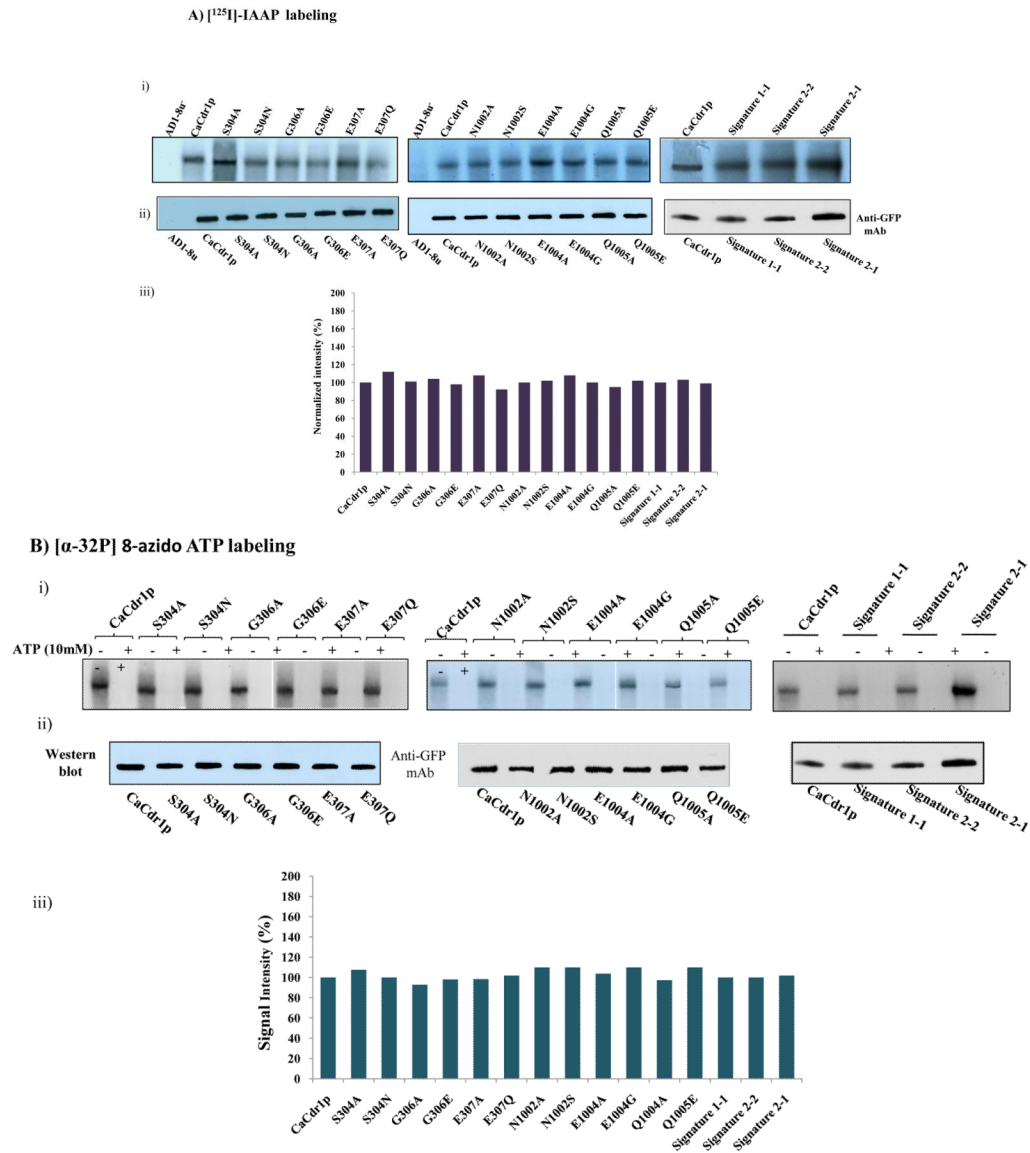 A) [¹²⁵I]-IAAP labeling
i)
AD1-8u⁻ CaCdr1p S304A S304N G306A G306E E307A E307Q
AD1-8u⁻ CaCdr1p N1002A N1002S E1004A E1004G Q1005A Q1005E
CaCdr1p Signature 1-1 Signature 2-2 Signature 2-1
ii)
Anti-GFP
mAb
AD1-8u CaCdr1p S304A S304N G306A G306E E307A E307Q
AD1-8u CaCdr1p N1002A N1002S E1004A E1004G Q1005A Q1005E
CaCdr1p Signature 1-1 Signature 2-2 Signature 2-1
iii)
Normalized intensity (%)
200
180
160
140
120
100
80
60
40
20
0
CaCdr1p S304A S304N G306A G306E E307A E307Q N1002A N1002S E1004A E1004G Q1005A Q1005E Signature 1-1 Signature 2-2 Signature 2-1
B) [α-32P] 8-azido ATP labeling
i)
CaCdr1p S304A S304N G306A G306E E307A E307Q
CaCdr1p N1002A N1002S E1004A E1004G Q1005A Q1005E
CaCdr1p Signature 1-1 Signature 2-2 Signature 2-1
ATP (10mM) - + - + - + - + + - + - + -
- + - + - + - + - + - + - +
- + - + - + -
- +
- +
ii)
Western
blot
Anti-GFP
mAb
CaCdr1p S304A S304N G306A G306E E307A E307Q
CaCdr1p N1002A N1002S E1004A E1004G Q1005A Q1005E
CaCdr1p Signature 1-1 Signature 2-2 Signature 2-1
iii)
Signal Intensity (%)
200
180
160
140
120
100
80
60
40
20
0
CaCdr1p S304A S304N G306A G306E E307A E307Q N1002A N1002S E1004A E1004G Q1004A Q1005E Signature 1-1 Signature 2-2 Signature 2-1